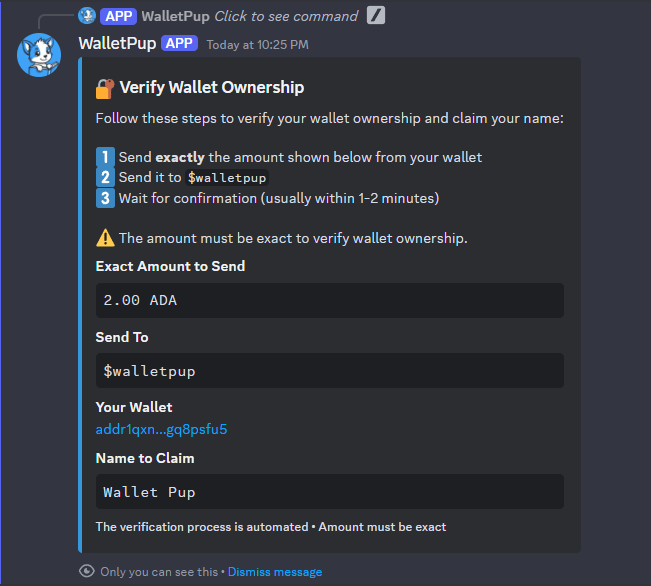 APP WalletPup Click to see command
WalletPup APP Today at 10:25 PM
🔐 Verify Wallet Ownership
Follow these steps to verify your wallet ownership and claim your name:
1 Send exactly the amount shown below from your wallet
2 Send it to $walletpup
3 Wait for confirmation (usually within 1-2 minutes)
⚠️ The amount must be exact to verify wallet ownership.
Exact Amount to Send
2.00 ADA
Send To
$walletpup
Your Wallet
addr1qxn...gq8psfu5
Name to Claim
Wallet Pup
The verification process is automated • Amount must be exact
Only you can see this • Dismiss message